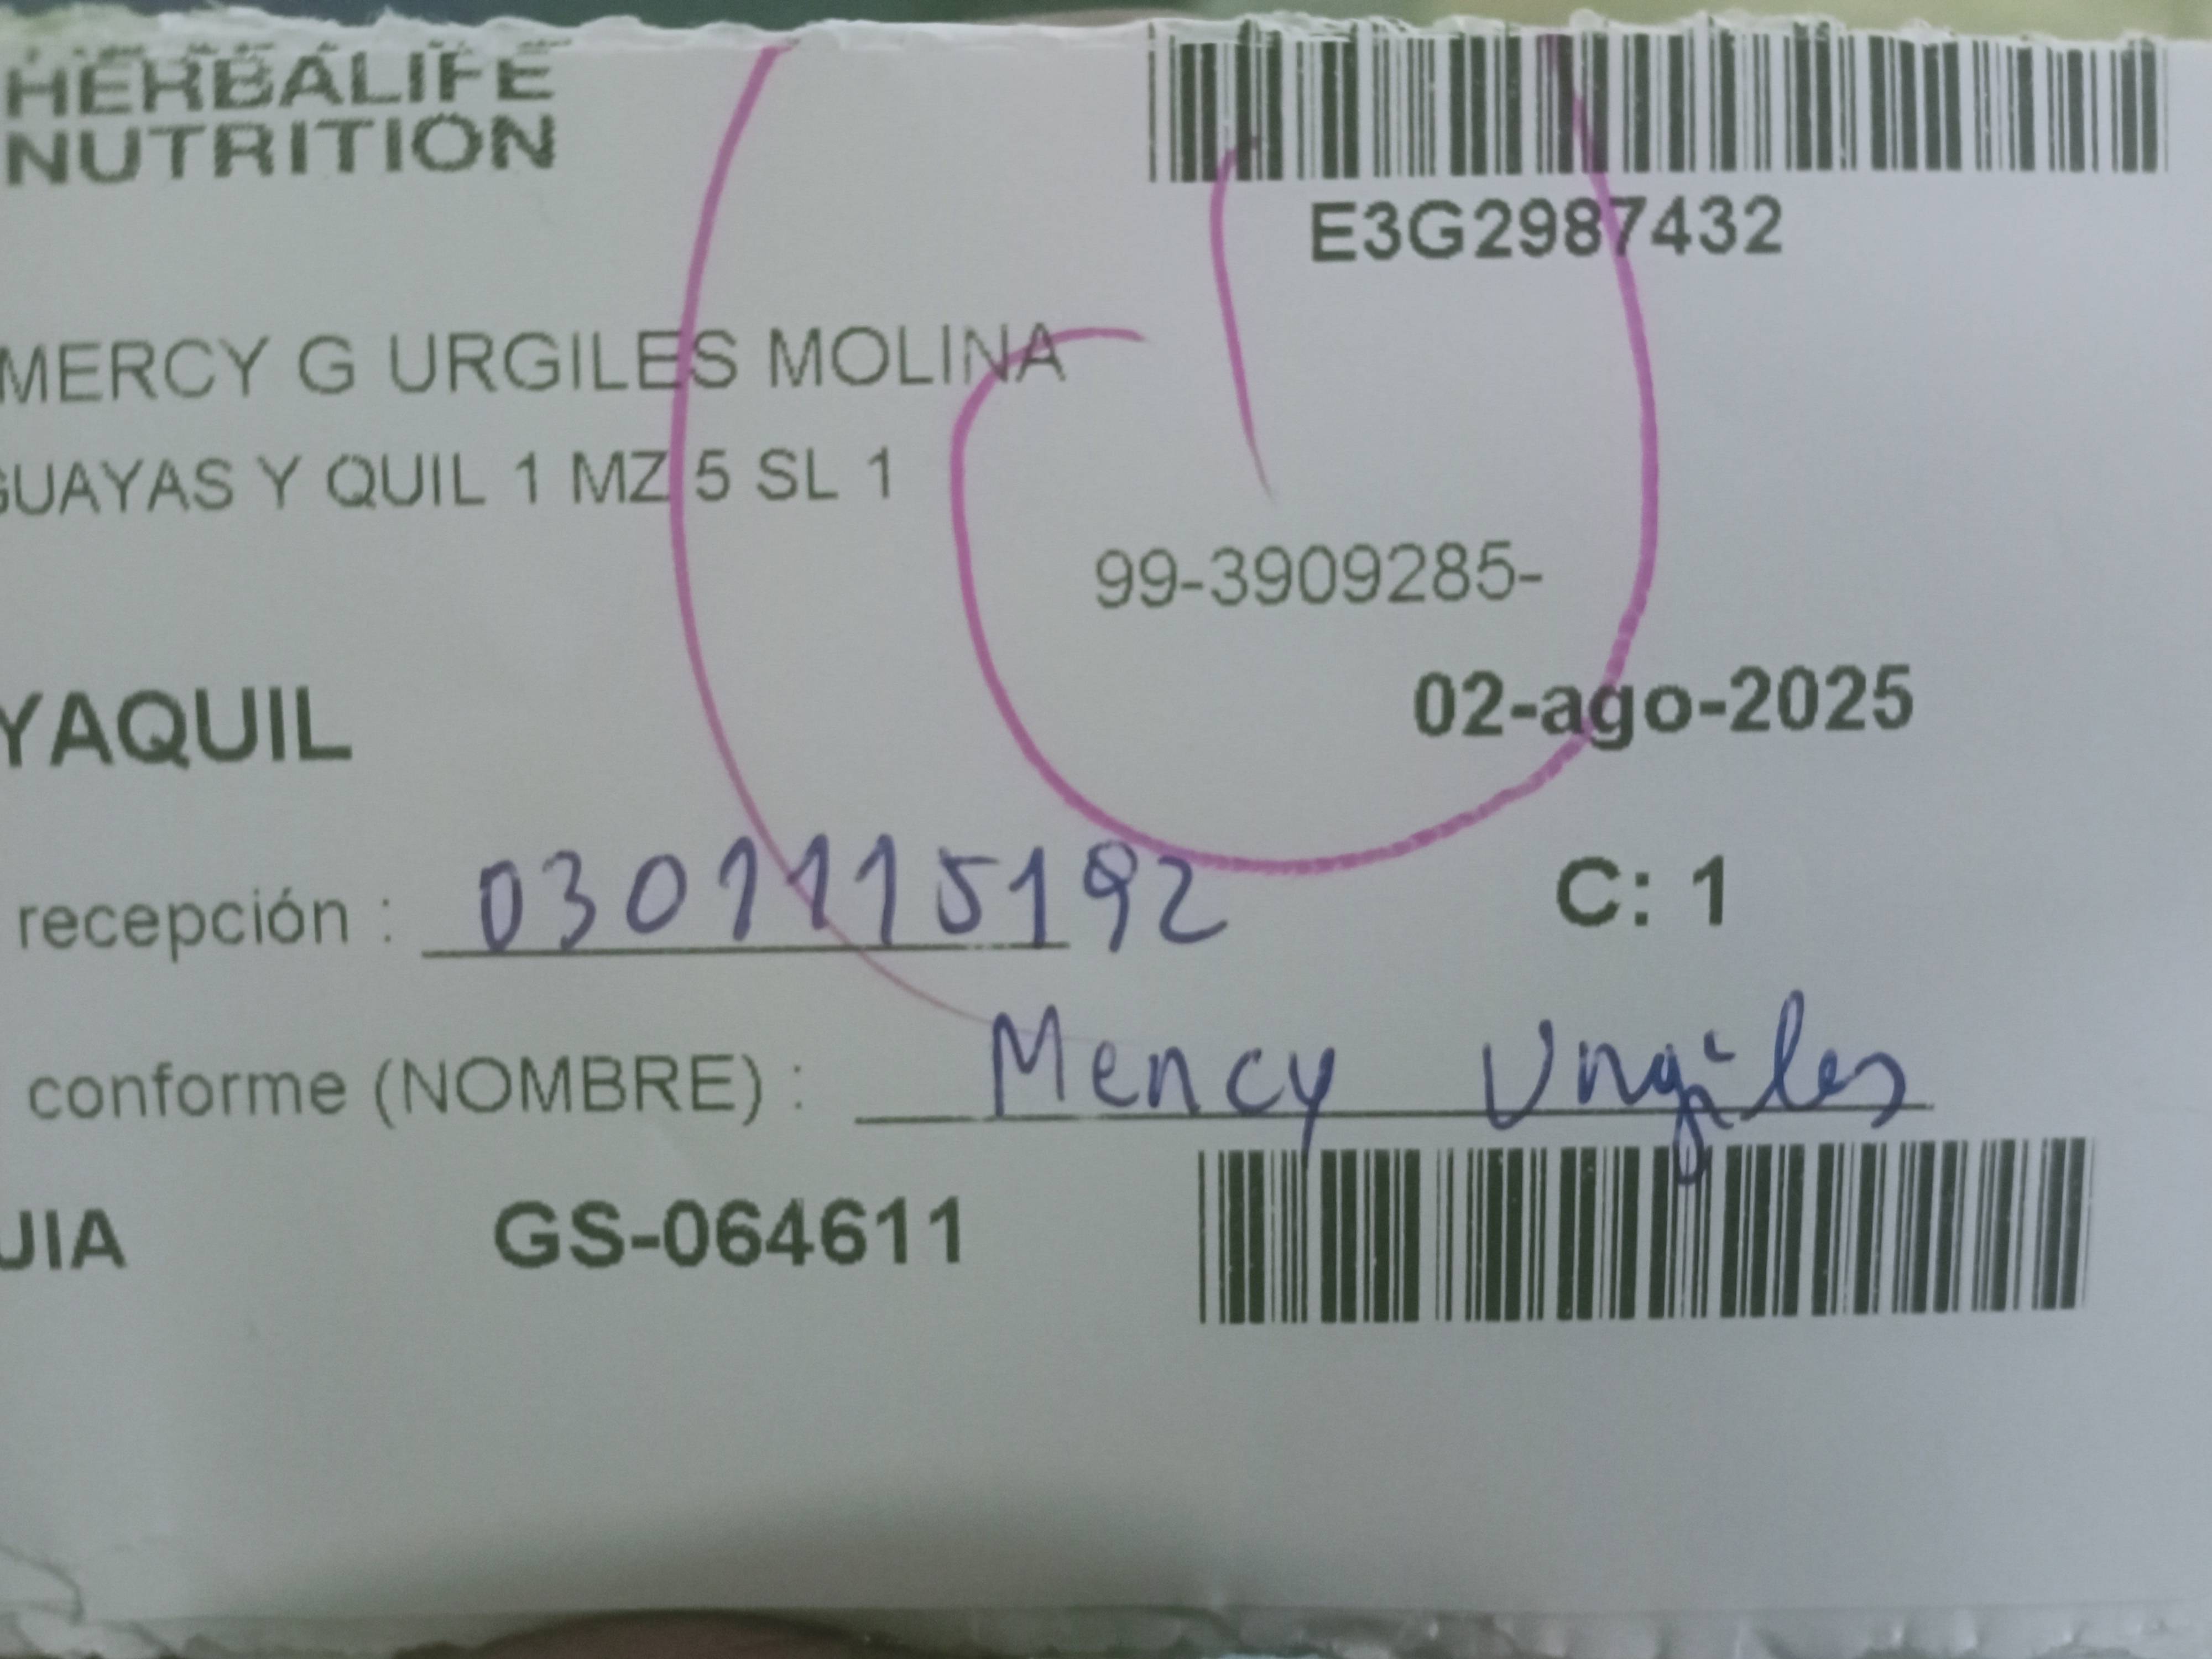 HERBALIFE
NUTRITION
E3G2987432
MERCY G URGILES MOLINA
GUAYAS Y QUIL 1 MZ 5 SL 1
99-3909285-
02-ago-2025
YAQUIL
recepción : 0301115192
C: 1
conforme (NOMBRE) : Mercy Urgiles
UIA GS-064611